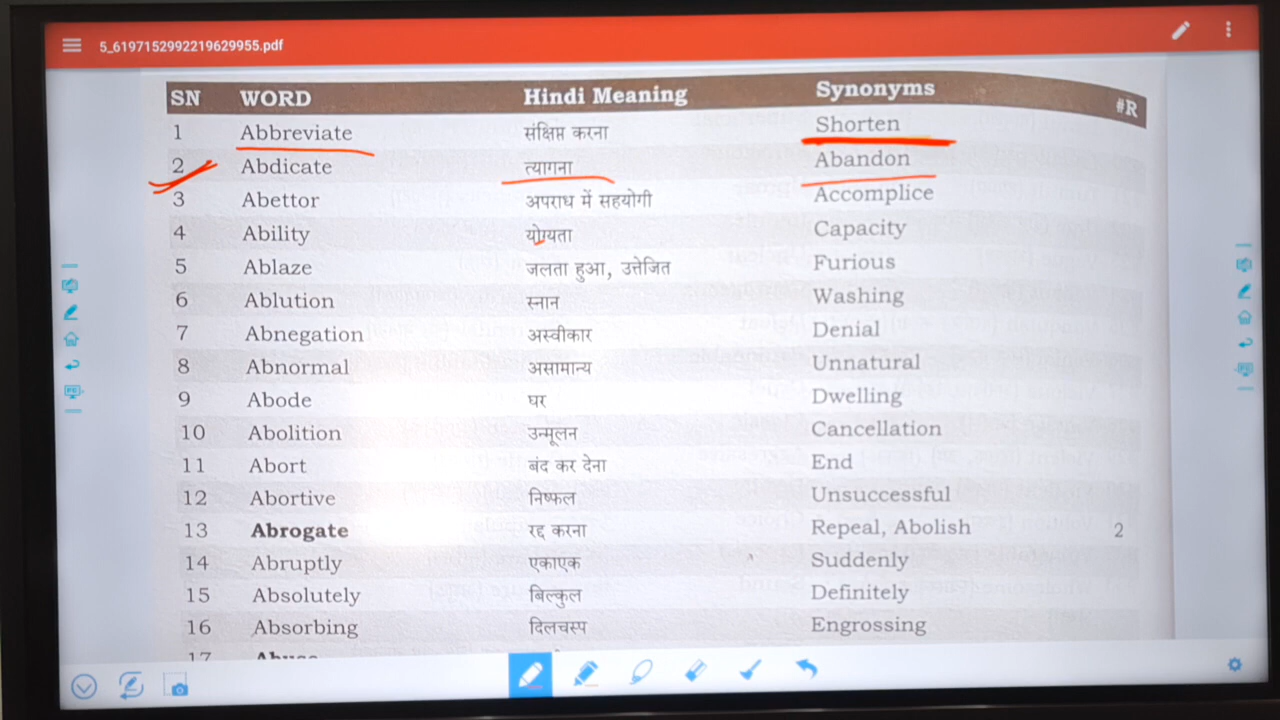 5_6197152992219629955.pdf
SN WORD Hindi Meaning Synonyms #R
1 Abbreviate संक्षिप्त करना Shorten
2 Abdicate त्यागना Abandon
3 Abettor अपराध में सहयोगी Accomplice
4 Ability योग्यता Capacity
5 Ablaze जलता हुआ, उत्तेजित Furious
6 Ablution स्नान Washing
7 Abnegation अस्वीकार Denial
8 Abnormal असामान्य Unnatural
9 Abode घर Dwelling
10 Abolition उन्मूलन Cancellation
11 Abort बंद कर देना End
12 Abortive निष्फल Unsuccessful
13 Abrogate रद्द करना Repeal, Abolish 2
14 Abruptly एकाएक Suddenly
15 Absolutely बिल्कुल Definitely
16 Absorbing दिलचस्प Engrossing
17